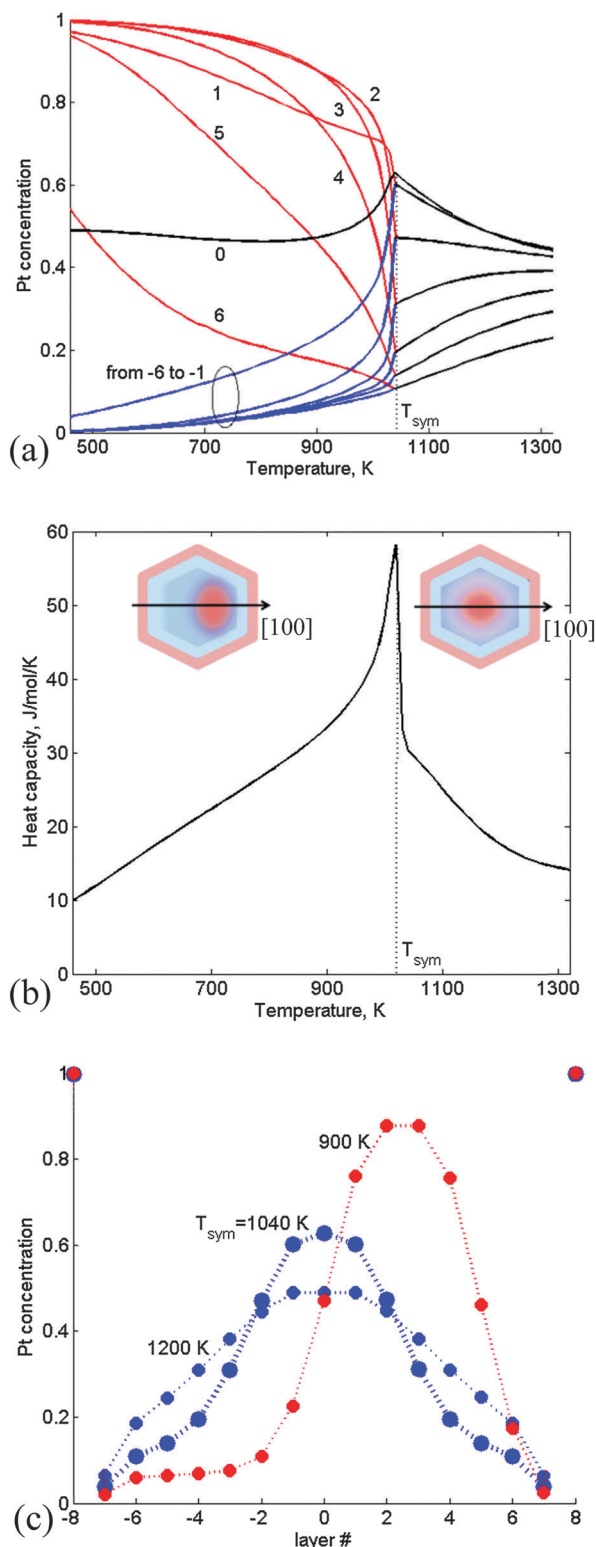 1
0.8
0.6
0.4
0.2
0
Pt concentration
1
2
3
5
4
0
6
from -6 to -1
T_sym
500 700 900 1100 1300
Temperature, K
(a)
60
50
40
30
20
10
0
Heat capacity, J/mol/K
[100]
[100]
T_sym
500 700 900 1100 1300
Temperature, K
(b)
1
0.8
0.6
0.4
0.2
0
Pt concentration
900 K
T_sym=1040 K
1200 K
-8 -6 -4 -2 0 2 4 6 8
layer #
(c)